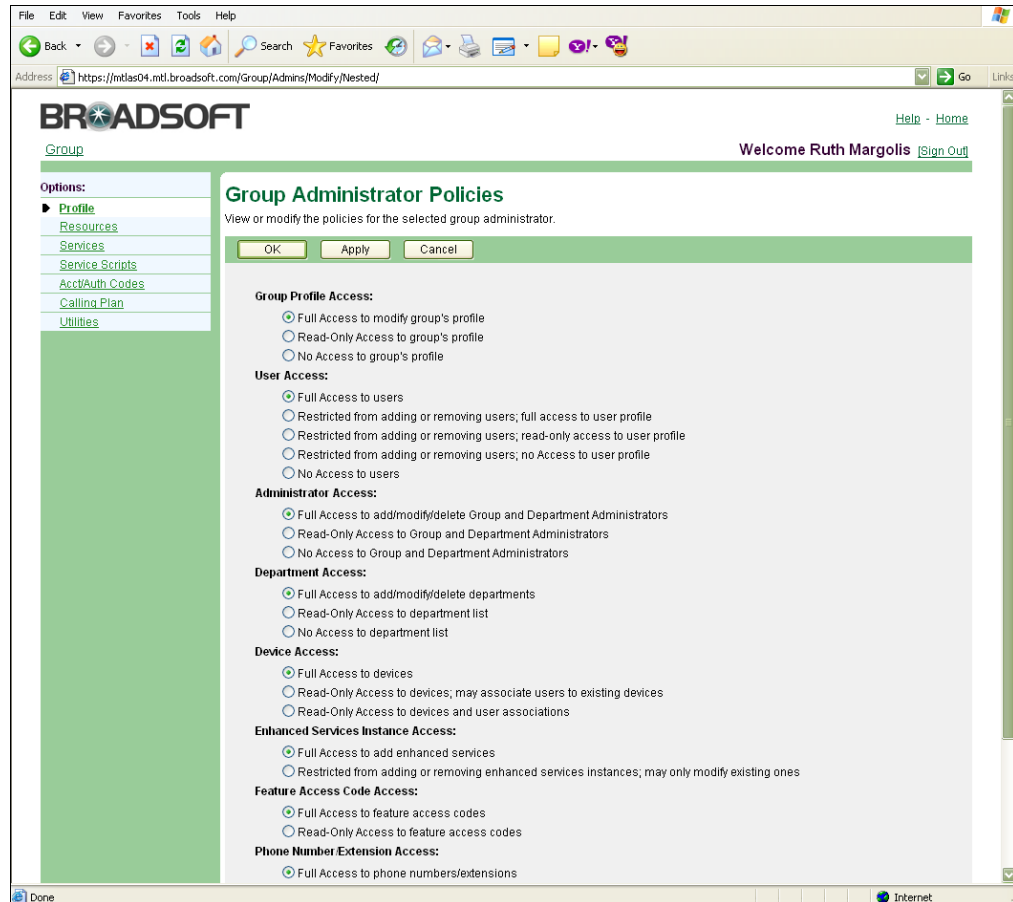 File Edit View Favorites Tools Help
Back Search Favorites
Address https://mtlas04.mtl.broadsoft.com/Group/Admins/Modify/Nested/ Go Links
BROADSOFT
Help - Home
Group Welcome Ruth Margolis [Sign Out]
Options:
Profile
Resources
Services
Service Scripts
Acct/Auth Codes
Calling Plan
Utilities
Group Administrator Policies
View or modify the policies for the selected group administrator.
OK Apply Cancel
Group Profile Access:
Full Access to modify group's profile
Read-Only Access to group's profile
No Access to group's profile
User Access:
Full Access to users
Restricted from adding or removing users; full access to user profile
Restricted from adding or removing users; read-only access to user profile
Restricted from adding or removing users; no Access to user profile
No Access to users
Administrator Access:
Full Access to add/modify/delete Group and Department Administrators
Read-Only Access to Group and Department Administrators
No Access to Group and Department Administrators
Department Access:
Full Access to add/modify/delete departments
Read-Only Access to department list
No Access to department list
Device Access:
Full Access to devices
Read-Only Access to devices; may associate users to existing devices
Read-Only Access to devices and user associations
Enhanced Services Instance Access:
Full Access to add enhanced services
Restricted from adding or removing enhanced services instances; may only modify existing ones
Feature Access Code Access:
Full Access to feature access codes
Read-Only Access to feature access codes
Phone Number/Extension Access:
Full Access to phone numbers/extensions
Done Internet